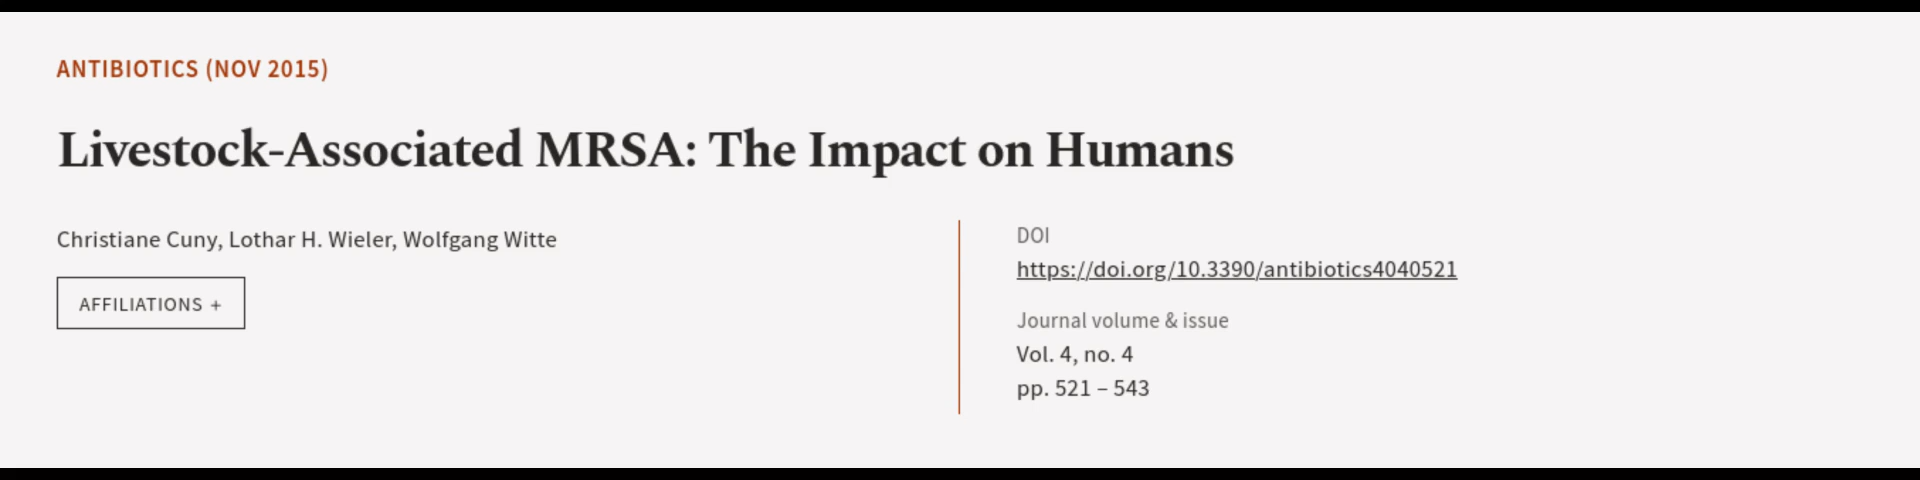 ANTIBIOTICS (NOV 2015)
Livestock-Associated MRSA: The Impact on Humans
Christiane Cuny, Lothar H. Wieler, Wolfgang Witte
AFFILIATIONS +
DOI
https://doi.org/10.3390/antibiotics4040521
Journal volume & issue
Vol. 4, no. 4
pp. 521 – 543